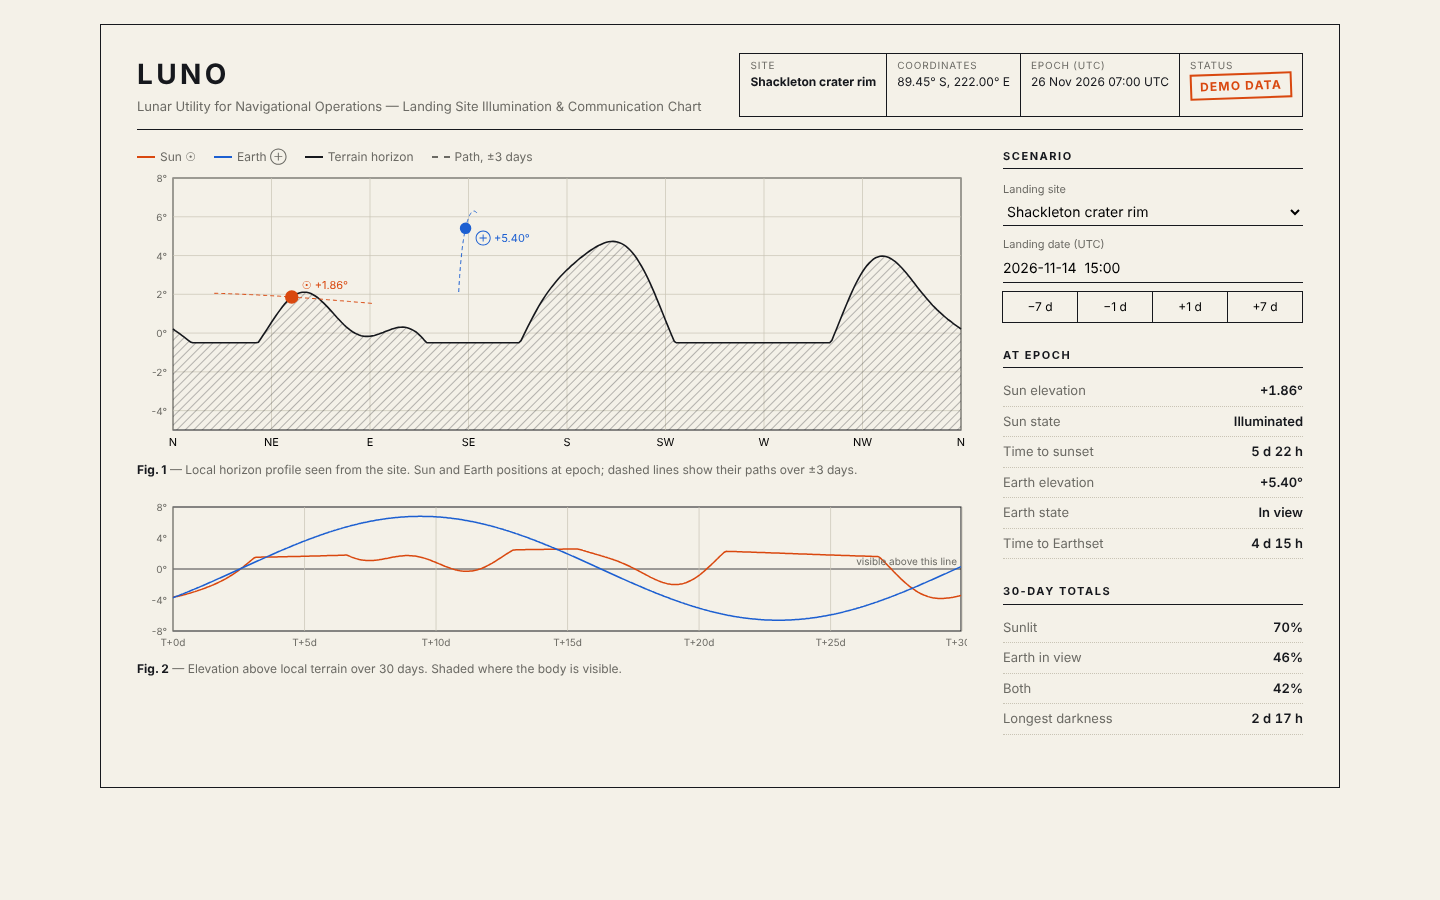 LUNO
Lunar Utility for Navigational Operations — Landing Site Illumination & Communication Chart
SITE
Shackleton crater rim
COORDINATES
89.45° S, 222.00° E
EPOCH (UTC)
26 Nov 2026 07:00 UTC
STATUS
DEMO DATA
Sun ☉ Earth ⊕ Terrain horizon Path, ±3 days
8°
6°
4°
2°
0°
−2°
−4°
☉ +1.86°
⊕ +5.40°
N NE E SE S SW W NW N
Fig. 1 — Local horizon profile seen from the site. Sun and Earth positions at epoch; dashed lines show their paths over ±3 days.
8°
4°
0°
−4°
−8°
visible above this line
T+0d T+5d T+10d T+15d T+20d T+25d T+30
Fig. 2 — Elevation above local terrain over 30 days. Shaded where the body is visible.
SCENARIO
Landing site
Shackleton crater rim
Landing date (UTC)
2026-11-14 15:00
−7 d −1 d +1 d +7 d
AT EPOCH
Sun elevation +1.86°
Sun state Illuminated
Time to sunset 5 d 22 h
Earth elevation +5.40°
Earth state In view
Time to Earthset 4 d 15 h
30-DAY TOTALS
Sunlit 70%
Earth in view 46%
Both 42%
Longest darkness 2 d 17 h